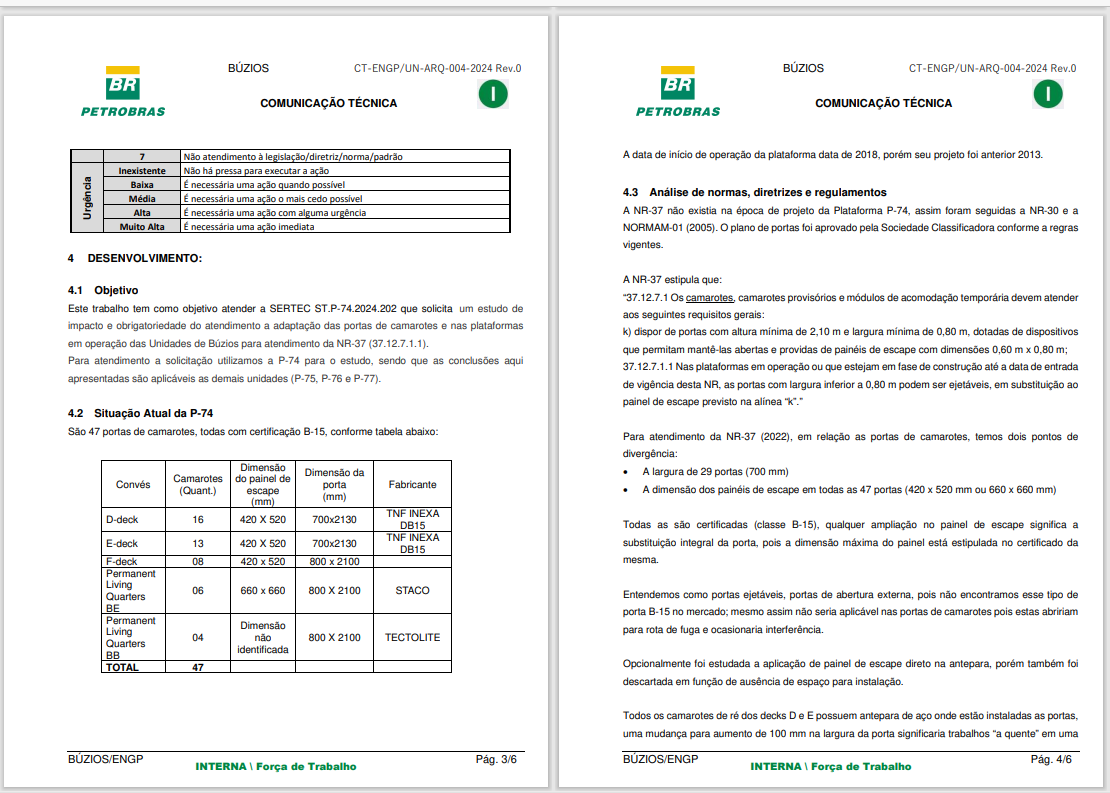 BR
PETROBRAS
BÚZIOS
CT-ENGP/UN-ARQ-004-2024 Rev.0
COMUNICAÇÃO TÉCNICA
I
7 Não atendimento à legislação/diretriz/norma/padrão
Urgência
Inexistente Não há pressa para executar a ação
Baixa É necessária uma ação quando possível
Média É necessária uma ação o mais cedo possível
Alta É necessária uma ação com alguma urgência
Muito Alta É necessária uma ação imediata
4 DESENVOLVIMENTO:
4.1 Objetivo
Este trabalho tem como objetivo atender a SERTEC ST.P-74.2024.202 que solicita um estudo de
impacto e obrigatoriedade do atendimento a adaptação das portas de camarotes e nas plataformas
em operação das Unidades de Búzios para atendimento da NR-37 (37.12.7.1.1).
Para atendimento a solicitação utilizamos a P-74 para o estudo, sendo que as conclusões aqui
apresentadas são aplicáveis as demais unidades (P-75, P-76 e P-77).
4.2 Situação Atual da P-74
São 47 portas de camarotes, todas com certificação B-15, conforme tabela abaixo:
Convés
Camarotes
(Quant.)
Dimensão
do painel de
escape
(mm)
Dimensão da
porta
(mm)
Fabricante
D-deck 16 420 X 520 700x2130 TNF INEXA
DB15
E-deck 13 420 X 520 700x2130 TNF INEXA
DB15
F-deck 08 420 x 520 800 x 2100
Permanent
Living
Quarters
BE
06 660 x 660 800 X 2100 STACO
Permanent
Living
Quarters
BB
04
Dimensão
não
identificada
800 X 2100 TECTOLITE
TOTAL 47
BÚZIOS/ENGP Pág. 3/6
INTERNA \ Força de Trabalho
BR
PETROBRAS
BÚZIOS
CT-ENGP/UN-ARQ-004-2024 Rev.0
COMUNICAÇÃO TÉCNICA
I
A data de início de operação da plataforma data de 2018, porém seu projeto foi anterior 2013.
4.3 Análise de normas, diretrizes e regulamentos
A NR-37 não existia na época de projeto da Plataforma P-74, assim foram seguidas a NR-30 e a
NORMAM-01 (2005). O plano de portas foi aprovado pela Sociedade Classificadora conforme a regras
vigentes.
A NR-37 estipula que:
“37.12.7.1 Os camarotes, camarotes provisórios e módulos de acomodação temporária devem atender
aos seguintes requisitos gerais:
k) dispor de portas com altura mínima de 2,10 m e largura mínima de 0,80 m, dotadas de dispositivos
que permitam mantê-las abertas e providas de painéis de escape com dimensões 0,60 m x 0,80 m;
37.12.7.1.1 Nas plataformas em operação ou que estejam em fase de construção até a data de entrada
de vigência desta NR, as portas com largura inferior a 0,80 m podem ser ejetáveis, em substituição ao
painel de escape previsto na alínea “k”.”
Para atendimento da NR-37 (2022), em relação as portas de camarotes, temos dois pontos de
divergência:
• A largura de 29 portas (700 mm)
• A dimensão dos painéis de escape em todas as 47 portas (420 x 520 mm ou 660 x 660 mm)
Todas as são certificadas (classe B-15), qualquer ampliação no painel de escape significa a
substituição integral da porta, pois a dimensão máxima do painel está estipulada no certificado da
mesma.
Entendemos como portas ejetáveis, portas de abertura externa, pois não encontramos esse tipo de
porta B-15 no mercado; mesmo assim não seria aplicável nas portas de camarotes pois estas abririam
para rota de fuga e ocasionaria interferência.
Opcionalmente foi estudada a aplicação de painel de escape direto na antepara, porém também foi
descartada em função de ausência de espaço para instalação.
Todos os camarotes de ré dos decks D e E possuem antepara de aço onde estão instaladas as portas,
uma mudança para aumento de 100 mm na largura da porta significaria trabalhos “a quente” em uma
BÚZIOS/ENGP Pág. 4/6
INTERNA \ Força de Trabalho